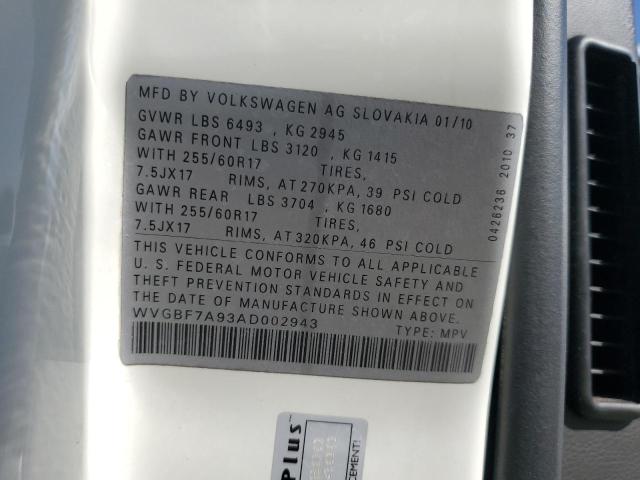 MFD BY VOLKSWAGEN AG SLOVAKIA 01/10
GVWR LBS 6493 , KG 2945
GAWR FRONT LBS 3120 , KG 1415
WITH 255/60R17 TIRES,
7.5JX17 RIMS, AT 270KPA, 39 PSI COLD
GAWR REAR LBS 3704 , KG 1680
WITH 255/60R17 TIRES,
7.5JX17 RIMS, AT 320KPA, 46 PSI COLD
THIS VEHICLE CONFORMS TO ALL APPLICABLE
U. S. FEDERAL MOTOR VEHICLE SAFETY AND
THEFT PREVENTION STANDARDS IN EFFECT ON
THE DATE OF MANUFACTURE SHOWN ABOVE.
WVGBF7A93AD002943
TYPE: MPV
0426236 2010 37
Plus